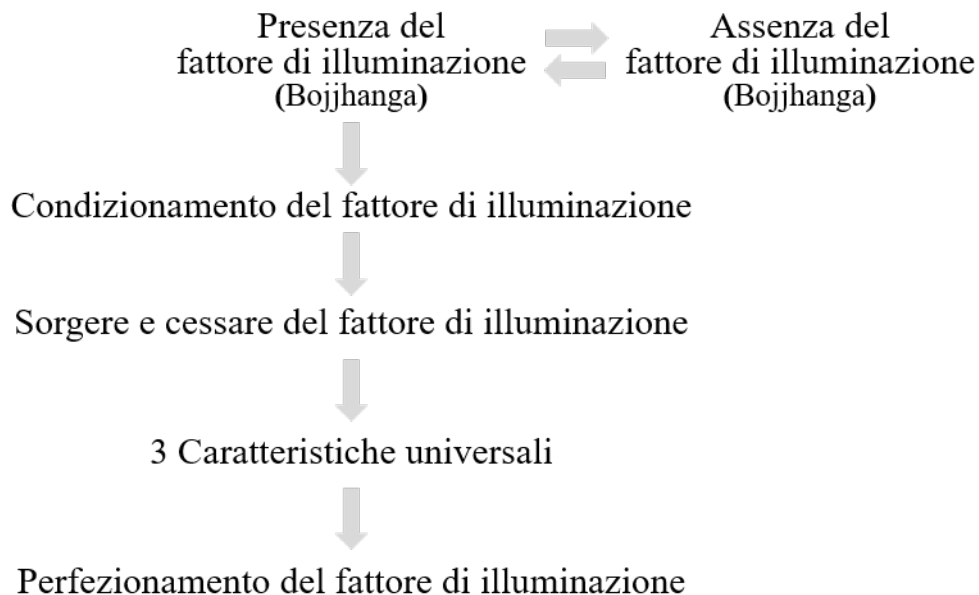 Presenza del
fattore di illuminazione
(Bojjhanga)
Assenza del
fattore di illuminazione
(Bojjhanga)
Condizionamento del fattore di illuminazione
Sorgere e cessare del fattore di illuminazione
3 Caratteristiche universali
Perfezionamento del fattore di illuminazione